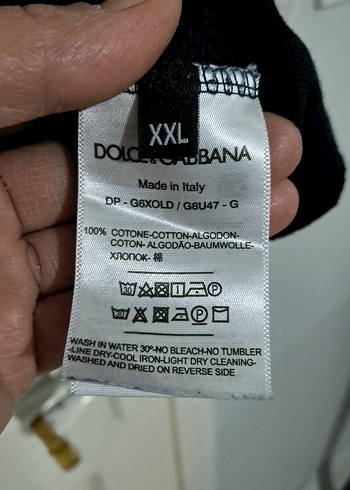 XXL
DOLCE&GABBANA
Made in Italy
DP - G6XOLD / G8U47 - G
100% COTONE-COTTON-ALGODON-
COTON- ALGODÃO-BAUMWOLLE-
ХЛОПОК- 棉
WASH IN WATER 30º-NO BLEACH-NO TUMBLER
-LINE DRY-COOL IRON-LIGHT DRY CLEANING-
WASHED AND DRIED ON REVERSE SIDE